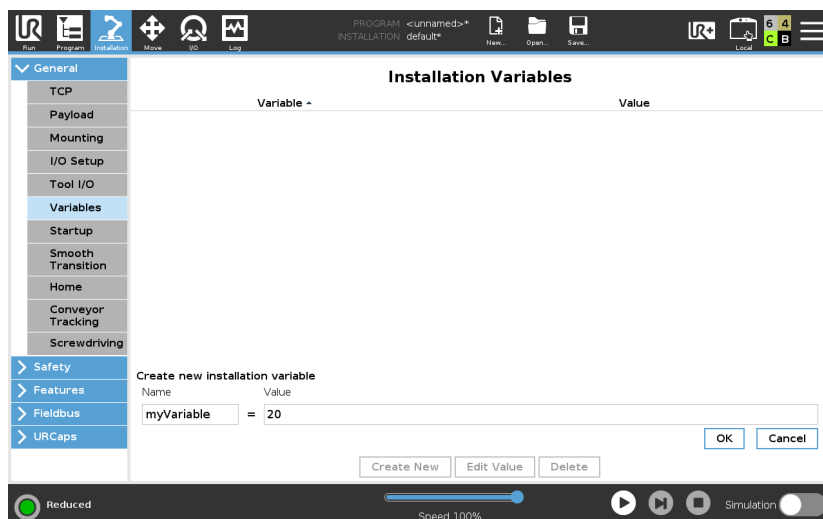 UR
Run
Program
Installation
Move
I/O
Log
PROGRAM <unnamed>*
INSTALLATION default*
New...
Open...
Save...
UR+
Local
6 4
C B
General
TCP
Payload
Mounting
I/O Setup
Tool I/O
Variables
Startup
Smooth
Transition
Home
Conveyor
Tracking
Screwdriving
Safety
Features
Fieldbus
URCaps
Installation Variables
Variable Value
Create new installation variable
Name Value
myVariable = 20
OK Cancel
Create New Edit Value Delete
Reduced
Speed 100%
Simulation